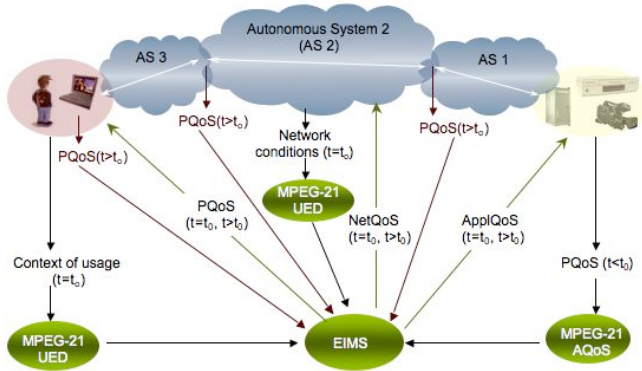 Autonomous System 2
(AS 2)
AS 3
AS 1
PQoS(t>t₀)
PQoS(t>t₀)
PQoS(t>t₀)
Network
conditions (t=t₀)
MPEG-21
UED
PQoS
(t=t₀, t>t₀)
NetQoS
(t=t₀, t>t₀)
ApplQoS
(t=t₀, t>t₀)
Context of usage
(t=t₀)
PQoS (t<t₀)
MPEG-21
UED
EIMS
MPEG-21
AQoS